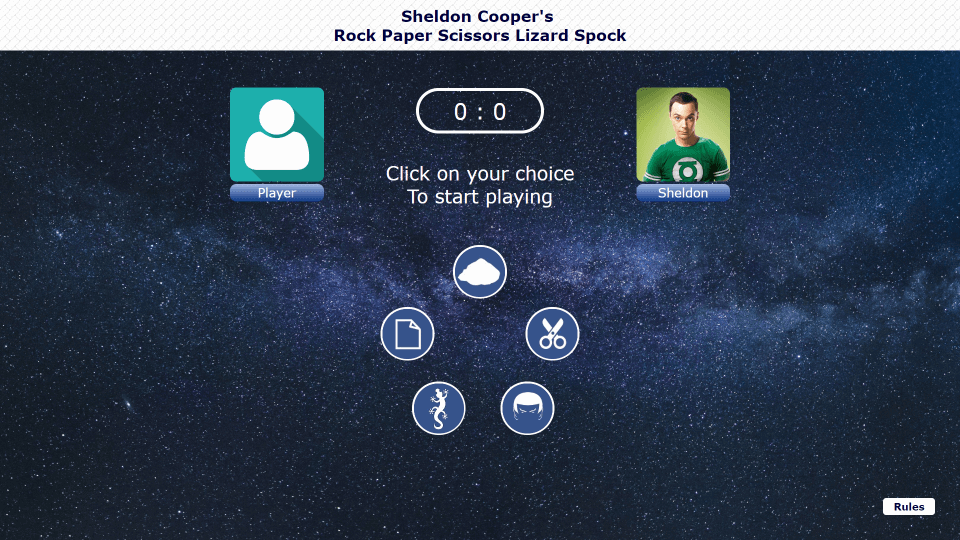 Sheldon Cooper's
Rock Paper Scissors Lizard Spock
0 : 0
Click on your choice
To start playing
Player
Sheldon
Rules